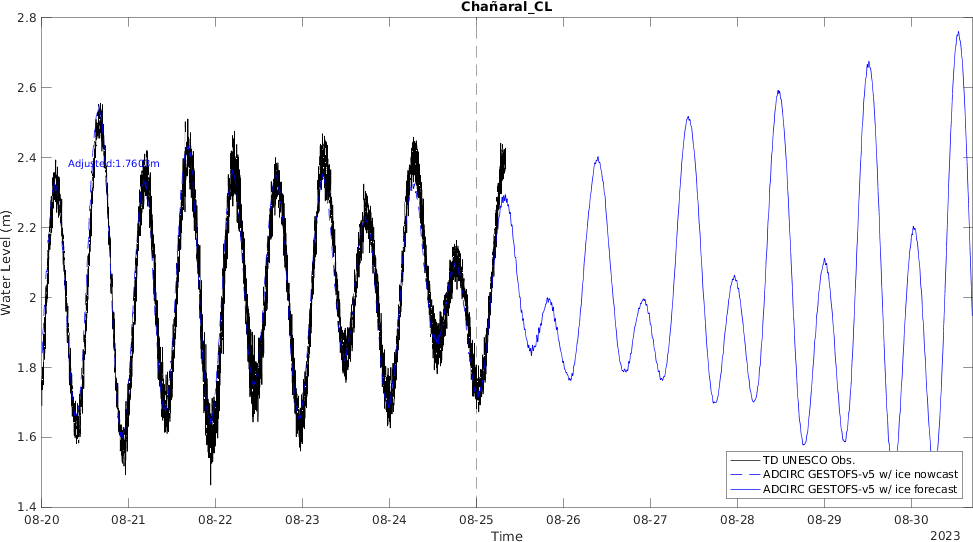 Chañaral_CL
Water Level (m)
2.8
2.6
2.4
2.2
2
1.8
1.6
1.4
Adjusted:1.7603m
TD UNESCO Obs.
ADCIRC GESTOFS-v5 w/ ice nowcast
ADCIRC GESTOFS-v5 w/ ice forecast
08-20 08-21 08-22 08-23 08-24 08-25 08-26 08-27 08-28 08-29 08-30
Time
2023